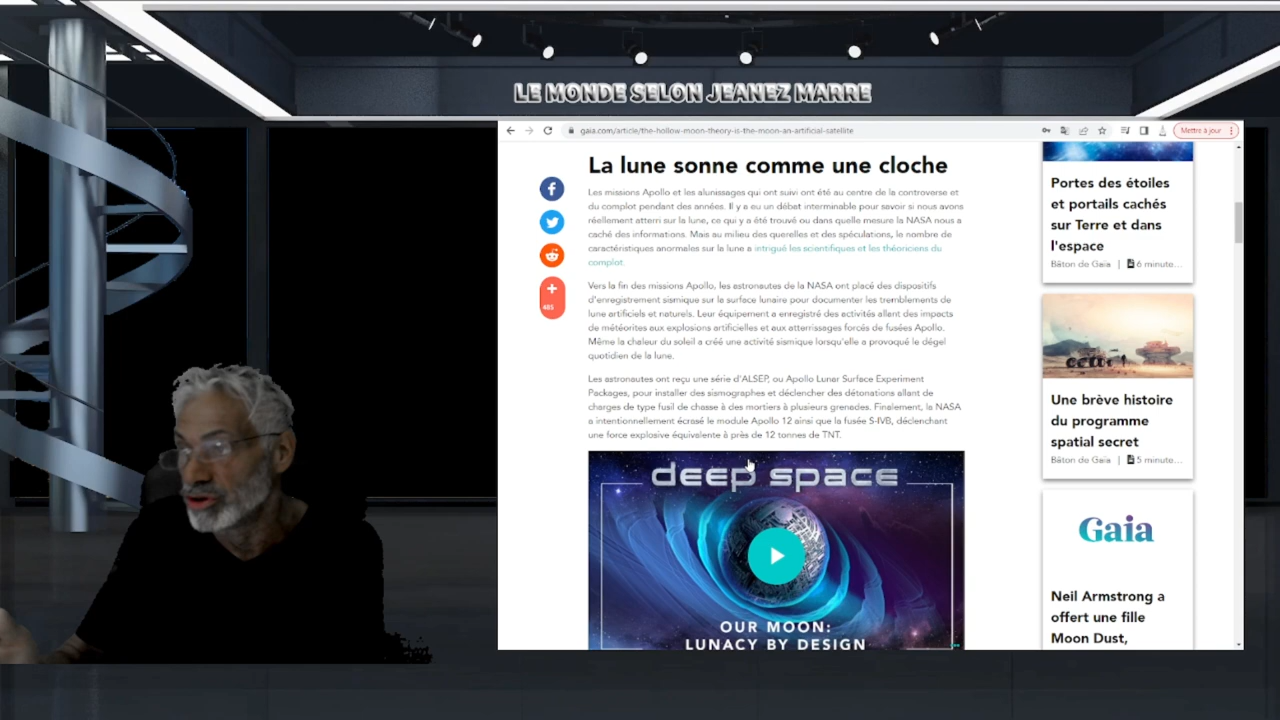 LE MONDE SELON JEANEZ MARRE
gaia.com/article/the-hollow-moon-theory-is-the-moon-an-artificial-satellite
Mettre à jour
La lune sonne comme une cloche
Les missions Apollo et les alunissages qui ont suivi ont été au centre de la controverse et
du complot pendant des années. Il y a eu un débat interminable pour savoir si nous avons
réellement atterri sur la lune, ce qui y a été trouvé ou dans quelle mesure la NASA nous a
caché des informations. Mais au milieu des querelles et des spéculations, le nombre de
caractéristiques anormales sur la lune a intrigué les scientifiques et les théoriciens du
complot.
485
Vers la fin des missions Apollo, les astronautes de la NASA ont placé des dispositifs
d'enregistrement sismique sur la surface lunaire pour documenter les tremblements de
lune artificiels et naturels. Leur équipement a enregistré des activités allant des impacts
de météorites aux explosions artificielles et aux atterrissages forcés de fusées Apollo.
Même la chaleur du soleil a créé une activité sismique lorsqu'elle a provoqué le dégel
quotidien de la lune.
Les astronautes ont reçu une série d'ALSEP, ou Apollo Lunar Surface Experiment
Packages, pour installer des sismographes et déclencher des détonations allant de
charges de type fusil de chasse à des mortiers à plusieurs grenades. Finalement, la NASA
a intentionnellement écrasé le module Apollo 12 ainsi que la fusée S-IVB, déclenchant
une force explosive équivalente à près de 12 tonnes de TNT.
deep space
OUR MOON:
LUNACY BY DESIGN
Portes des étoiles
et portails cachés
sur Terre et dans
l'espace
Bâton de Gaia | 6 minute...
Une brève histoire
du programme
spatial secret
Bâton de Gaia | 5 minute...
Gaia
Neil Armstrong a
offert une fille
Moon Dust,